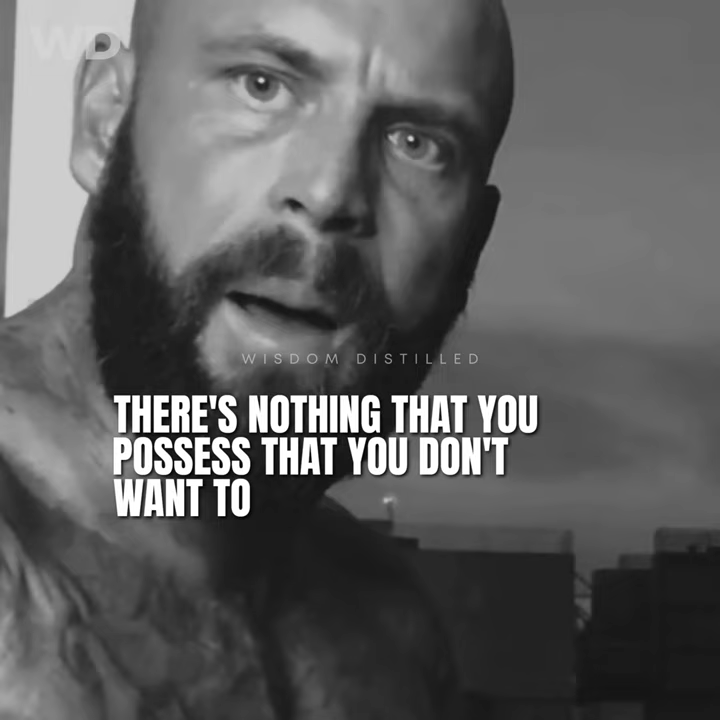 WD
WISDOM DISTILLED
THERE'S NOTHING THAT YOU
POSSESS THAT YOU DON'T
WANT TO